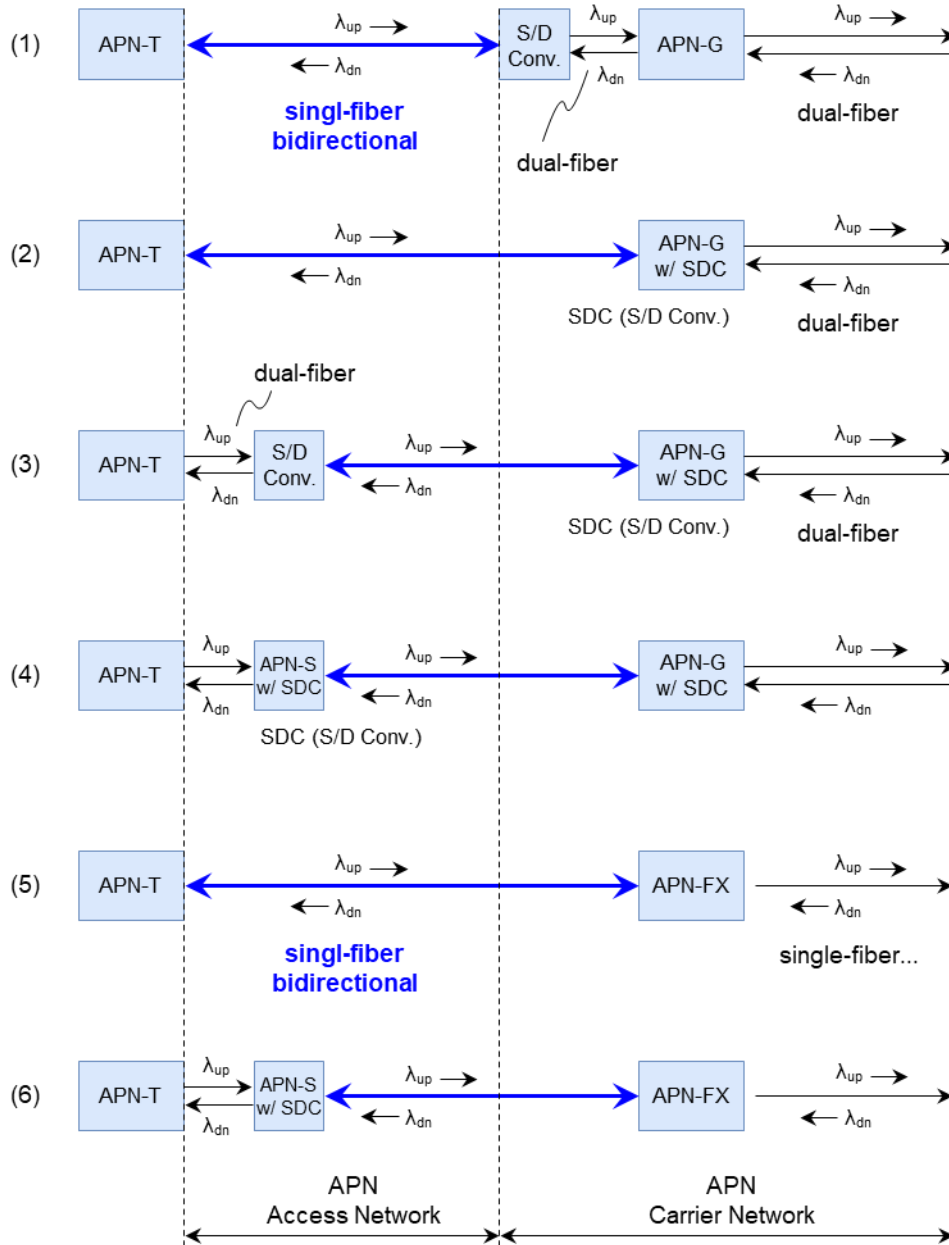 (1)
APN-T
λup
λdn
singl-fiber
bidirectional
S/D
Conv.
λup
λdn
dual-fiber
APN-G
λup
λdn
dual-fiber
(2)
APN-T
λup
λdn
APN-G
w/ SDC
SDC (S/D Conv.)
λup
λdn
dual-fiber
(3)
APN-T
dual-fiber
λup
λdn
S/D
Conv.
λup
λdn
APN-G
w/ SDC
SDC (S/D Conv.)
λup
λdn
dual-fiber
(4)
APN-T
λup
λdn
APN-S
w/ SDC
SDC (S/D Conv.)
λup
λdn
APN-G
w/ SDC
λup
λdn
(5)
APN-T
λup
λdn
singl-fiber
bidirectional
APN-FX
λup
λdn
single-fiber...
(6)
APN-T
λup
λdn
APN-S
w/ SDC
λup
λdn
APN-FX
λup
λdn
APN
Access Network
APN
Carrier Network